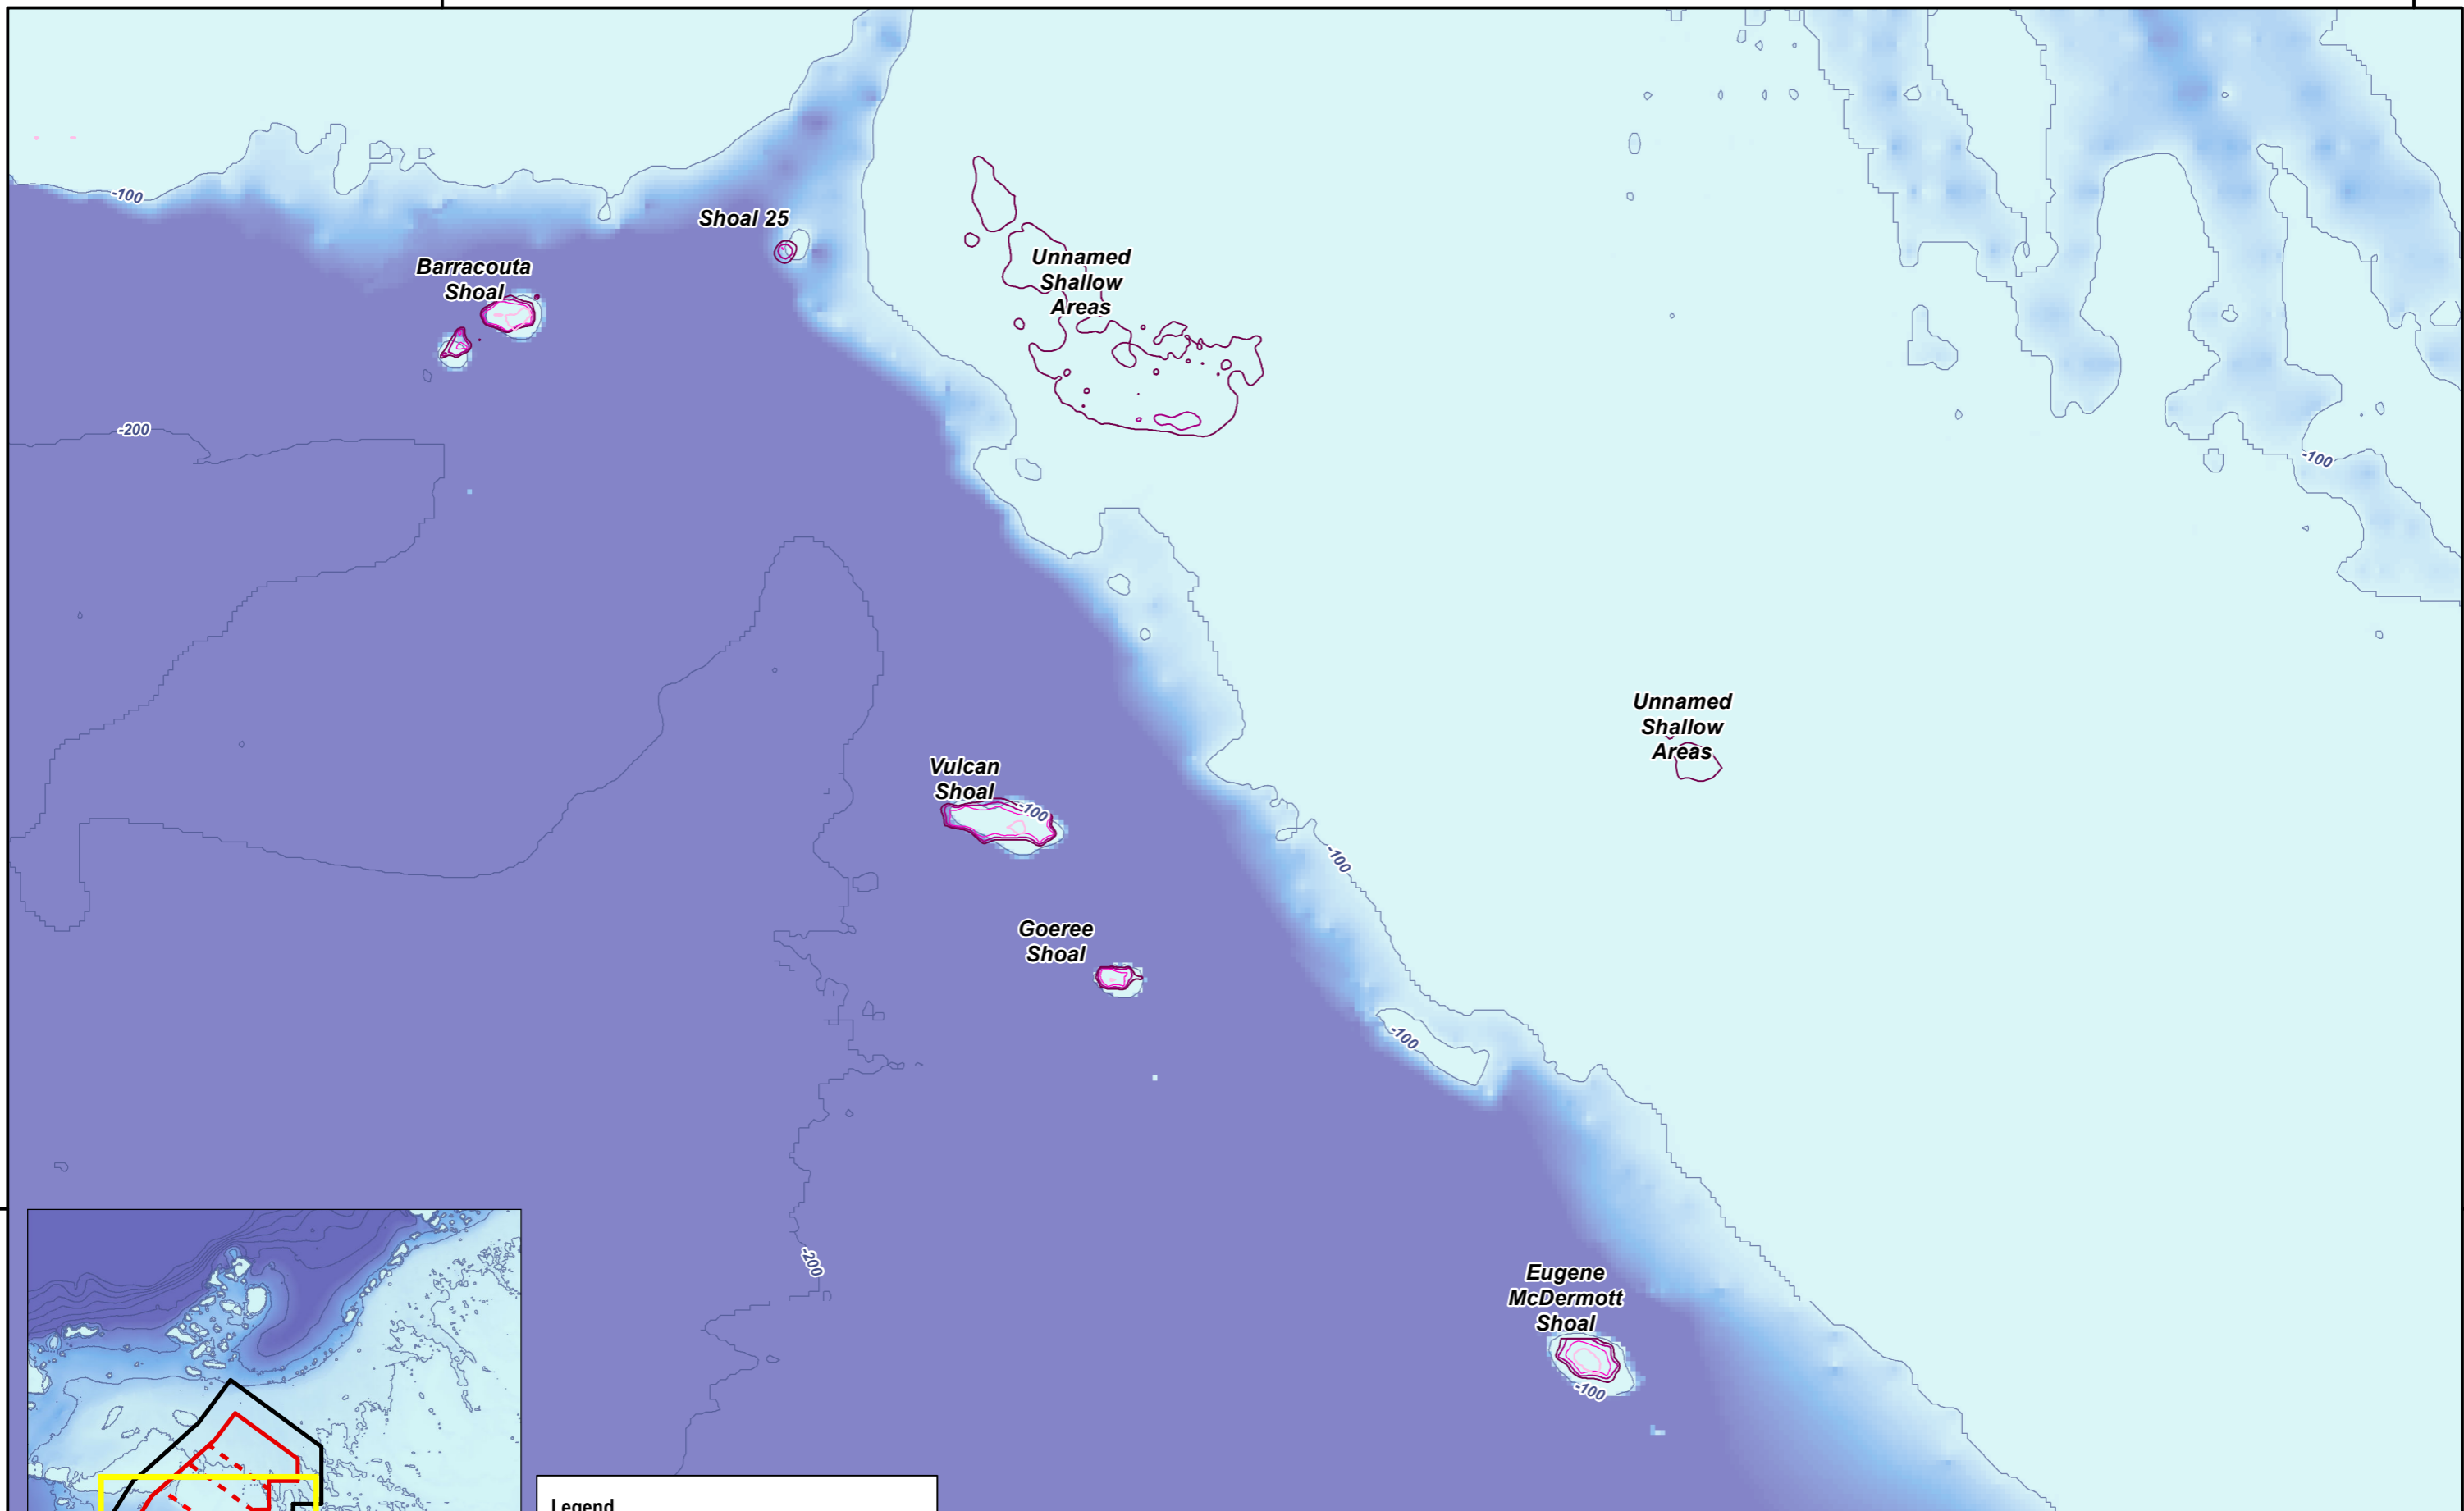 -100
Shoal 25
Barracouta
Shoal
Unnamed
Shallow
Areas
-200
-100
Unnamed
Shallow
Areas
Vulcan
Shoal
-100
-100
Goeree
Shoal
-100
-200
Eugene
McDermott
Shoal
-100
Legend